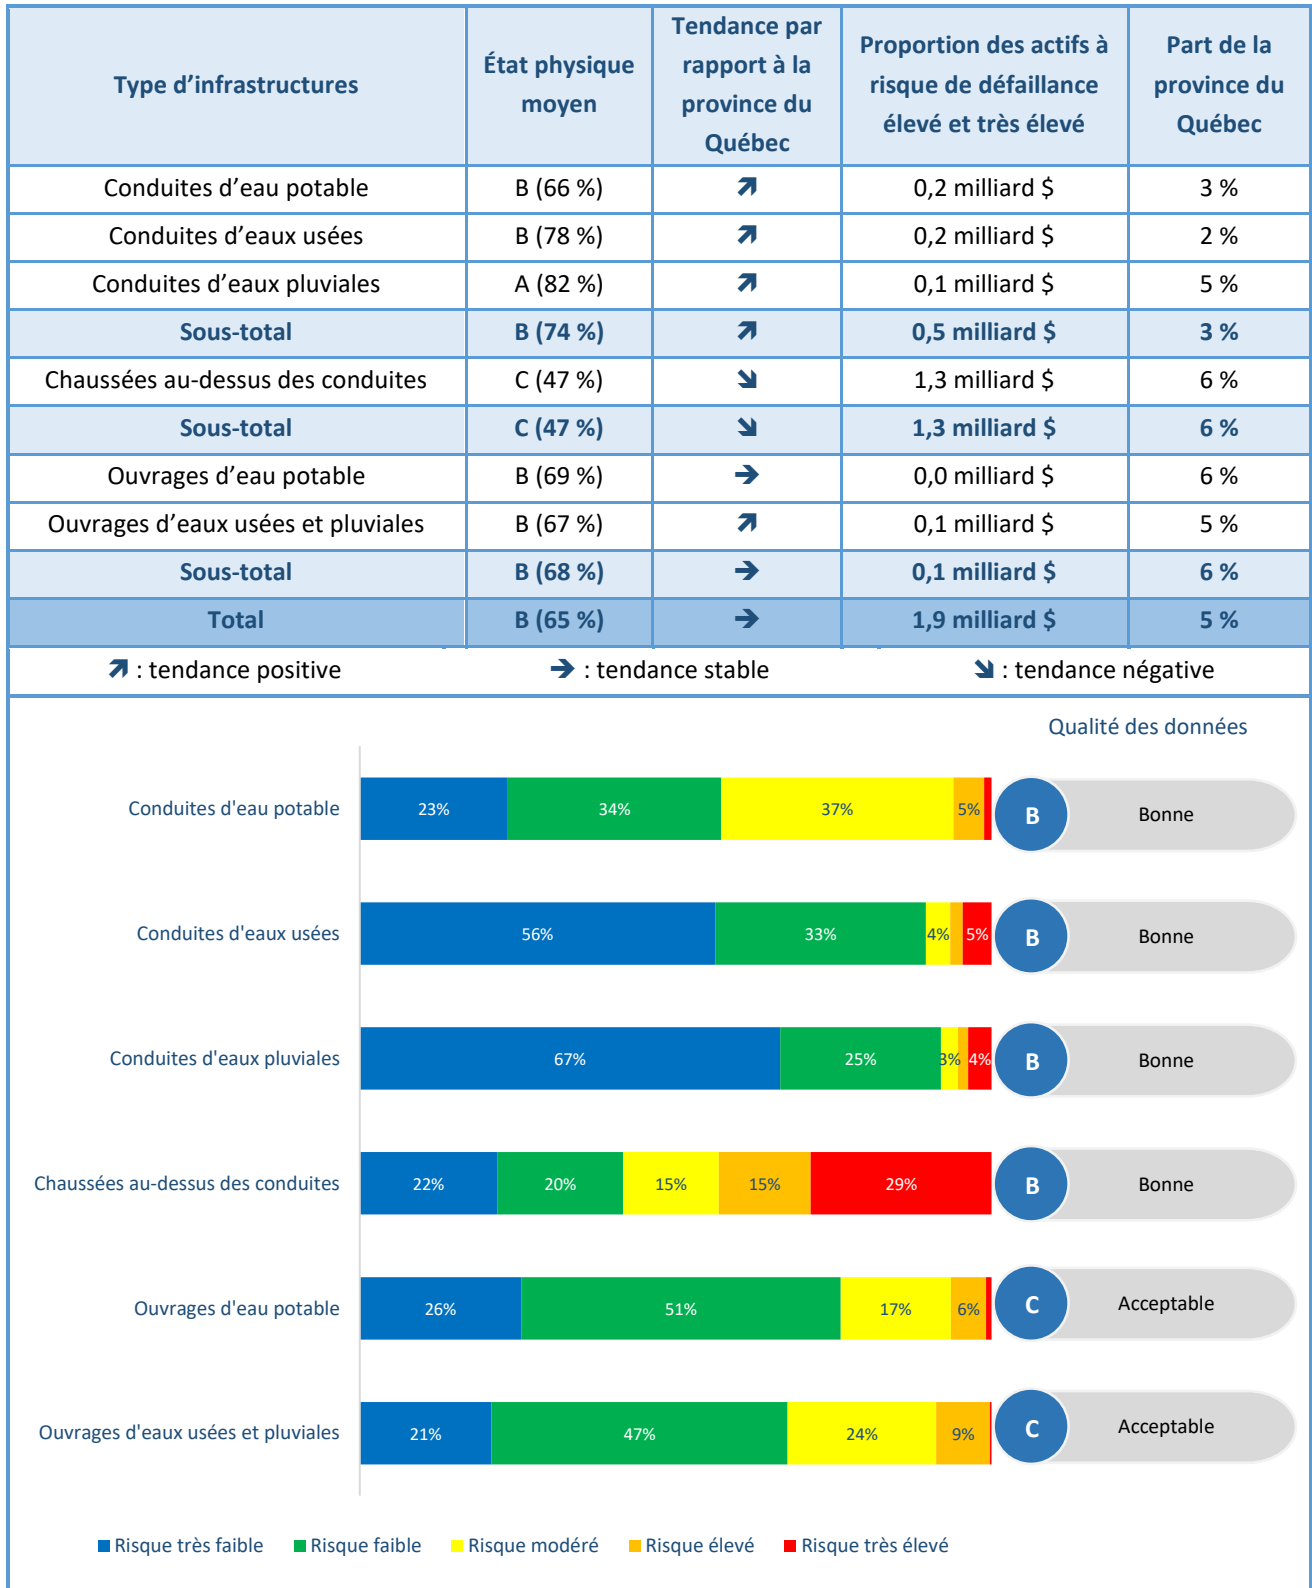 Type d'infrastructures
État physique
moyen
Tendance par
rapport à la
province du
Québec
Proportion des actifs à
risque de défaillance
élevé et très élevé
Part de la
province du
Québec
Conduites d'eau potable B (66 %) ↗ 0,2 milliard $ 3 %
Conduites d'eaux usées B (78 %) ↗ 0,2 milliard $ 2 %
Conduites d'eaux pluviales A (82 %) ↗ 0,1 milliard $ 5 %
Sous-total B (74 %) ↗ 0,5 milliard $ 3 %
Chaussées au-dessus des conduites C (47 %) ↘ 1,3 milliard $ 6 %
Sous-total C (47 %) ↘ 1,3 milliard $ 6 %
Ouvrages d'eau potable B (69 %) → 0,0 milliard $ 6 %
Ouvrages d'eaux usées et pluviales B (67 %) ↗ 0,1 milliard $ 5 %
Sous-total B (68 %) → 0,1 milliard $ 6 %
Total B (65 %) → 1,9 milliard $ 5 %
↗ : tendance positive → : tendance stable ↘ : tendance négative
Qualité des données
Conduites d'eau potable 23% 34% 37% 5% B Bonne
Conduites d'eaux usées 56% 33% 4% 5% B Bonne
Conduites d'eaux pluviales 67% 25% 3% 4% B Bonne
Chaussées au-dessus des conduites 22% 20% 15% 15% 29% B Bonne
Ouvrages d'eau potable 26% 51% 17% 6% C Acceptable
Ouvrages d'eaux usées et pluviales 21% 47% 24% 9% C Acceptable
Risque très faible Risque faible Risque modéré Risque élevé Risque très élevé